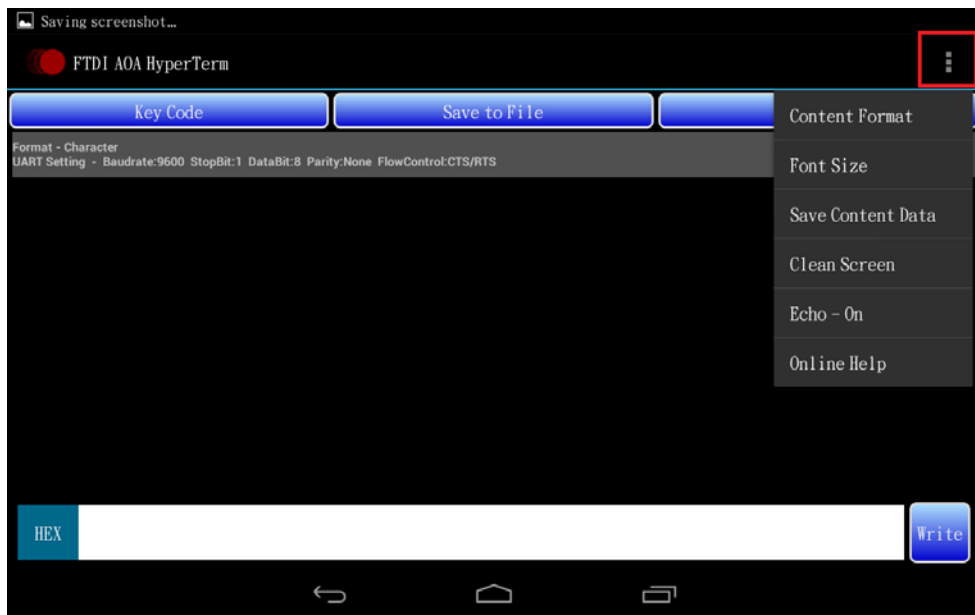 Saving screenshot...
FTDI AOA HyperTerm
Key Code
Save to File
Format - Character
UART Setting - Baudrate:9600 StopBit:1 DataBit:8 Parity:None FlowControl:CTS/RTS
Content Format
Font Size
Save Content Data
Clean Screen
Echo - On
Online Help
HEX
Write